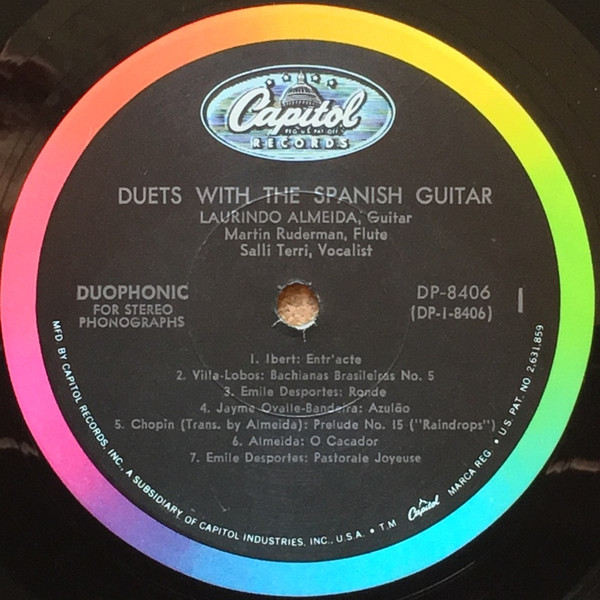 Capitol
REG. U.S. PAT. OFF.
RECORDS
DUETS WITH THE SPANISH GUITAR
LAURINDO ALMEIDA, Guitar
Martin Ruderman, Flute
Salli Terri, Vocalist
DUOPHONIC
FOR STEREO
PHONOGRAPHS
DP-8406
(DP-1-8406)
1
1. Ibert: Entr'acte
2. Villa-Lobos: Bachianas Brasileiras No. 5
3. Emile Desportes: Ronde
4. Jayme Ovalle-Bandeira: Azulão
5. Chopin (Trans. by Almeida): Prelude No. 15 ("Raindrops")
6. Almeida: O Cacador
7. Emile Desportes: Pastorale Joyeuse
MFD. BY CAPITOL RECORDS, INC., A SUBSIDIARY OF CAPITOL INDUSTRIES, INC., U.S.A. • T.M. Capitol MARCA REG. • U.S. PAT. NO. 2,631,859